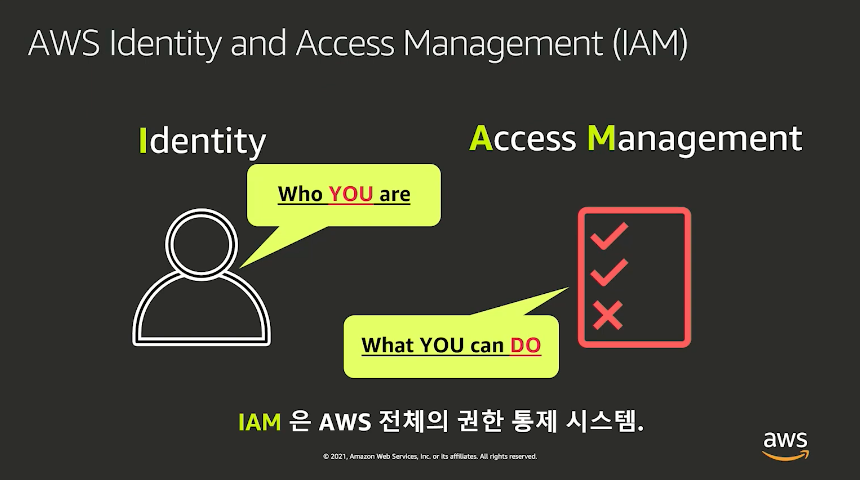 AWS Identity and Access Management (IAM)
Identity
Access Management
Who YOU are
What YOU can DO
IAM 은 AWS 전체의 권한 통제 시스템.
© 2021, Amazon Web Services, Inc. or its affiliates. All rights reserved.
aws